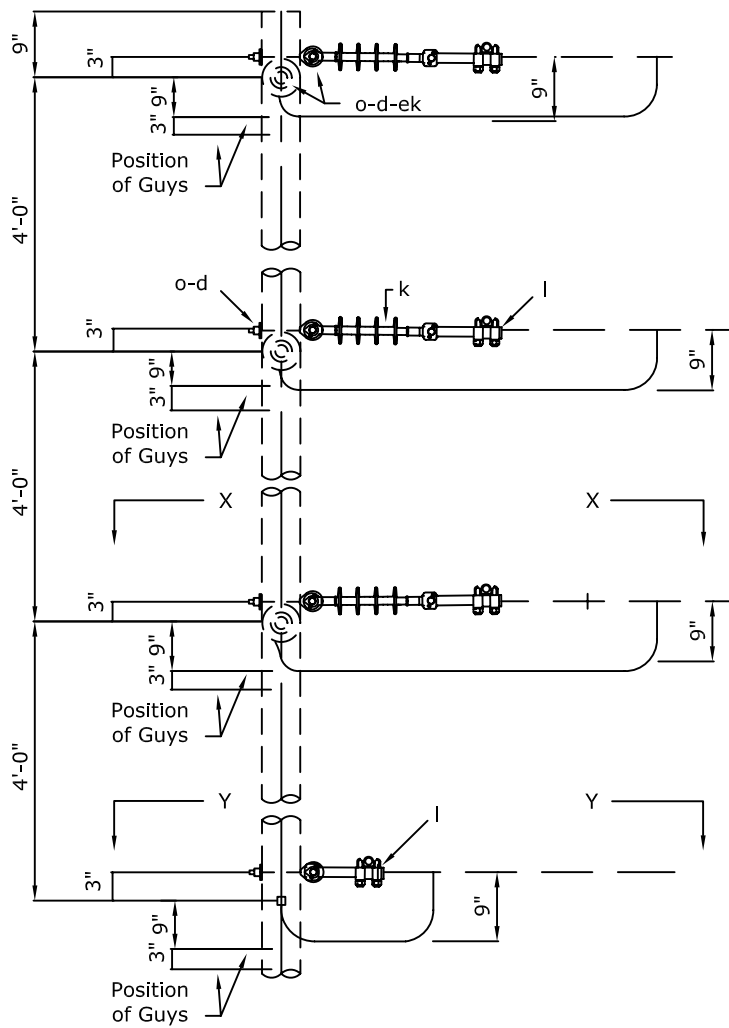 9"
3"
3" 9"
o-d-ek
9"
Position
of Guys
4'-0"
o-d
k
l
3"
3" 9"
9"
Position
of Guys
4'-0"
X
X
3"
3" 9"
9"
Position
of Guys
4'-0"
Y
Y
l
3"
3" 9"
9"
Position
of Guys